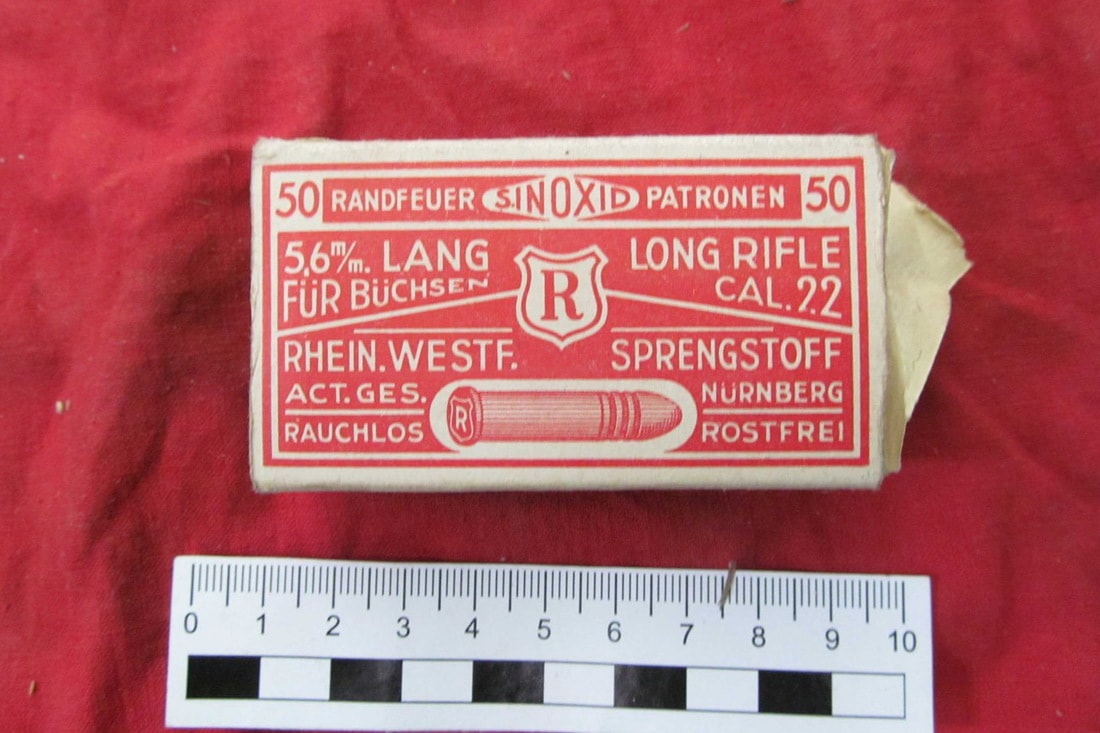 50 RANDFEUER SINOXID PATRONEN 50
5,6 m/m. LANG
FÜR BÜCHSEN
R
LONG RIFLE
CAL. 22
RHEIN. WESTF. SPRENGSTOFF
ACT. GES. NÜRNBERG
R
RAUCHLOS ROSTFREI
0 1 2 3 4 5 6 7 8 9 10